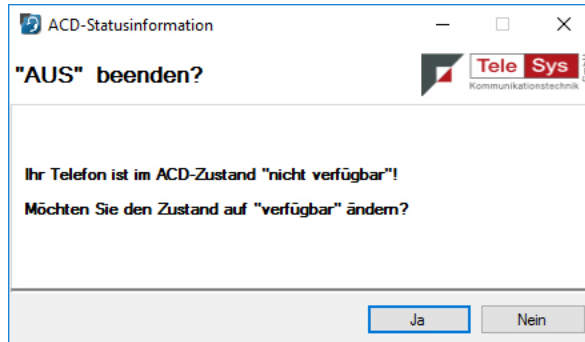 ACD-Statusinformation
"AUS" beenden?
Tele Sys
Kommunikationstechnik
Ihr Telefon ist im ACD-Zustand "nicht verfügbar"!
Möchten Sie den Zustand auf "verfügbar" ändern?
Ja
Nein